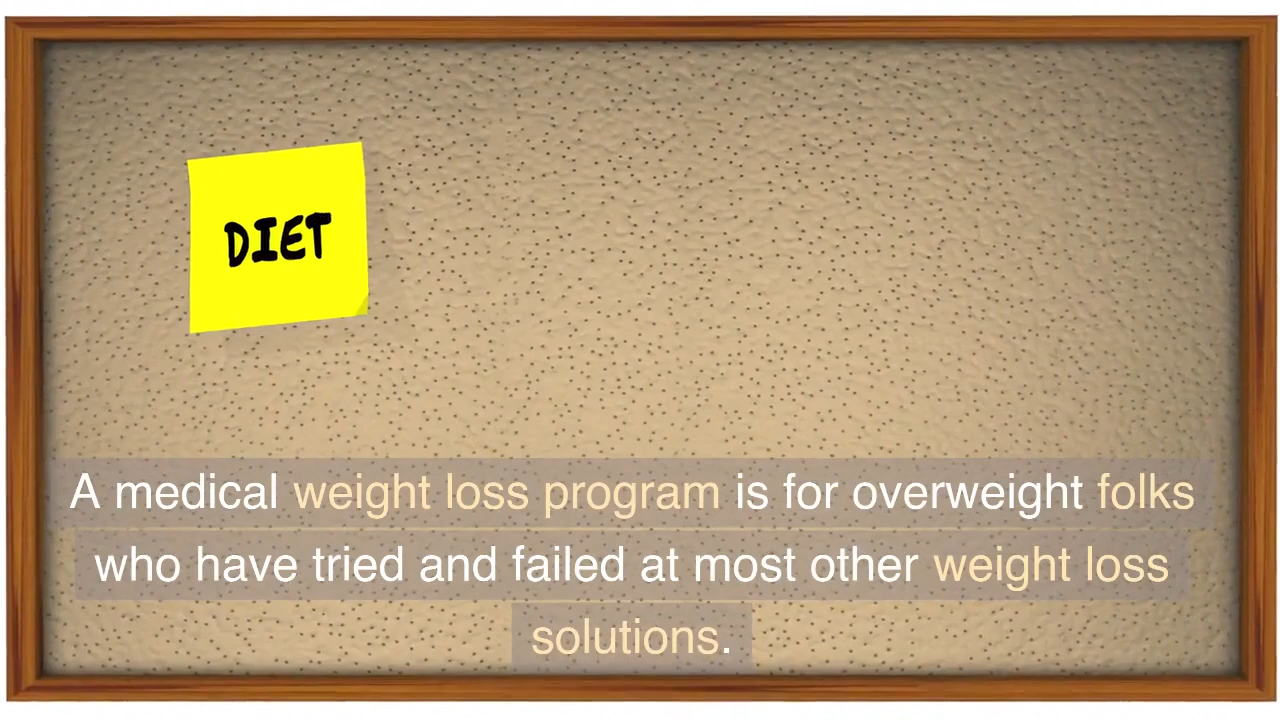 DIET
A medical weight loss program is for overweight folks
who have tried and failed at most other weight loss
solutions.